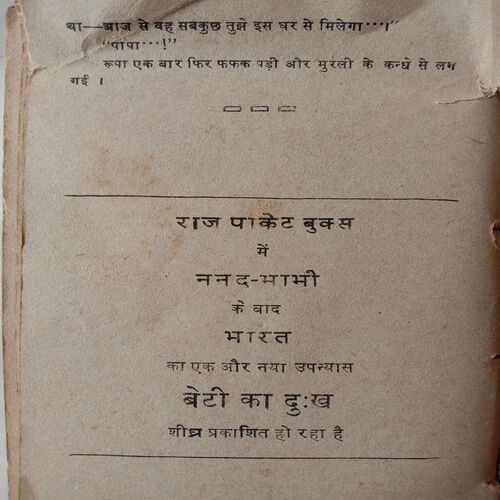 था—आज से वह सबकुछ तुझे इस घर से मिलेगा···।"
"पापा···!"
रूपा एक बार फिर फफक पड़ी और मुरली के कन्धे से लग
गई ।
राज पाकेट बुक्स
में
ननद-भाभी
के बाद
भारत
का एक और नया उपन्यास
बेटी का दुःख
शीघ्र प्रकाशित हो रहा है